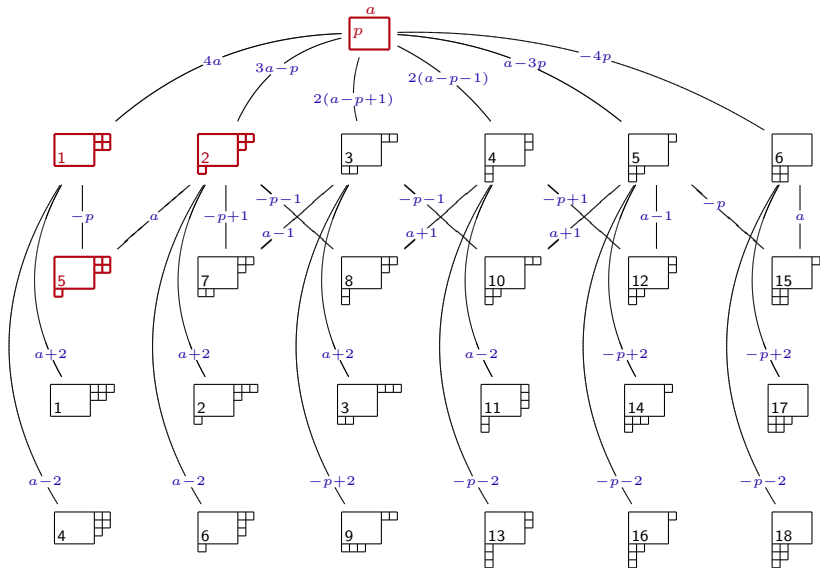 a
p
4a 3a−p 2(a−p+1) 2(a−p−1) a−3p −4p
1 2 3 4 5 6
−p a −p+1 −p−1 a−1 −p−1 a+1 −p+1 a+1 a−1 −p a
5 7 8 10 12 15
a+2 a+2 a+2 a−2 −p+2 −p+2
1 2 3 11 14 17
a−2 a−2 −p+2 −p−2 −p−2 −p−2
4 6 9 13 16 18